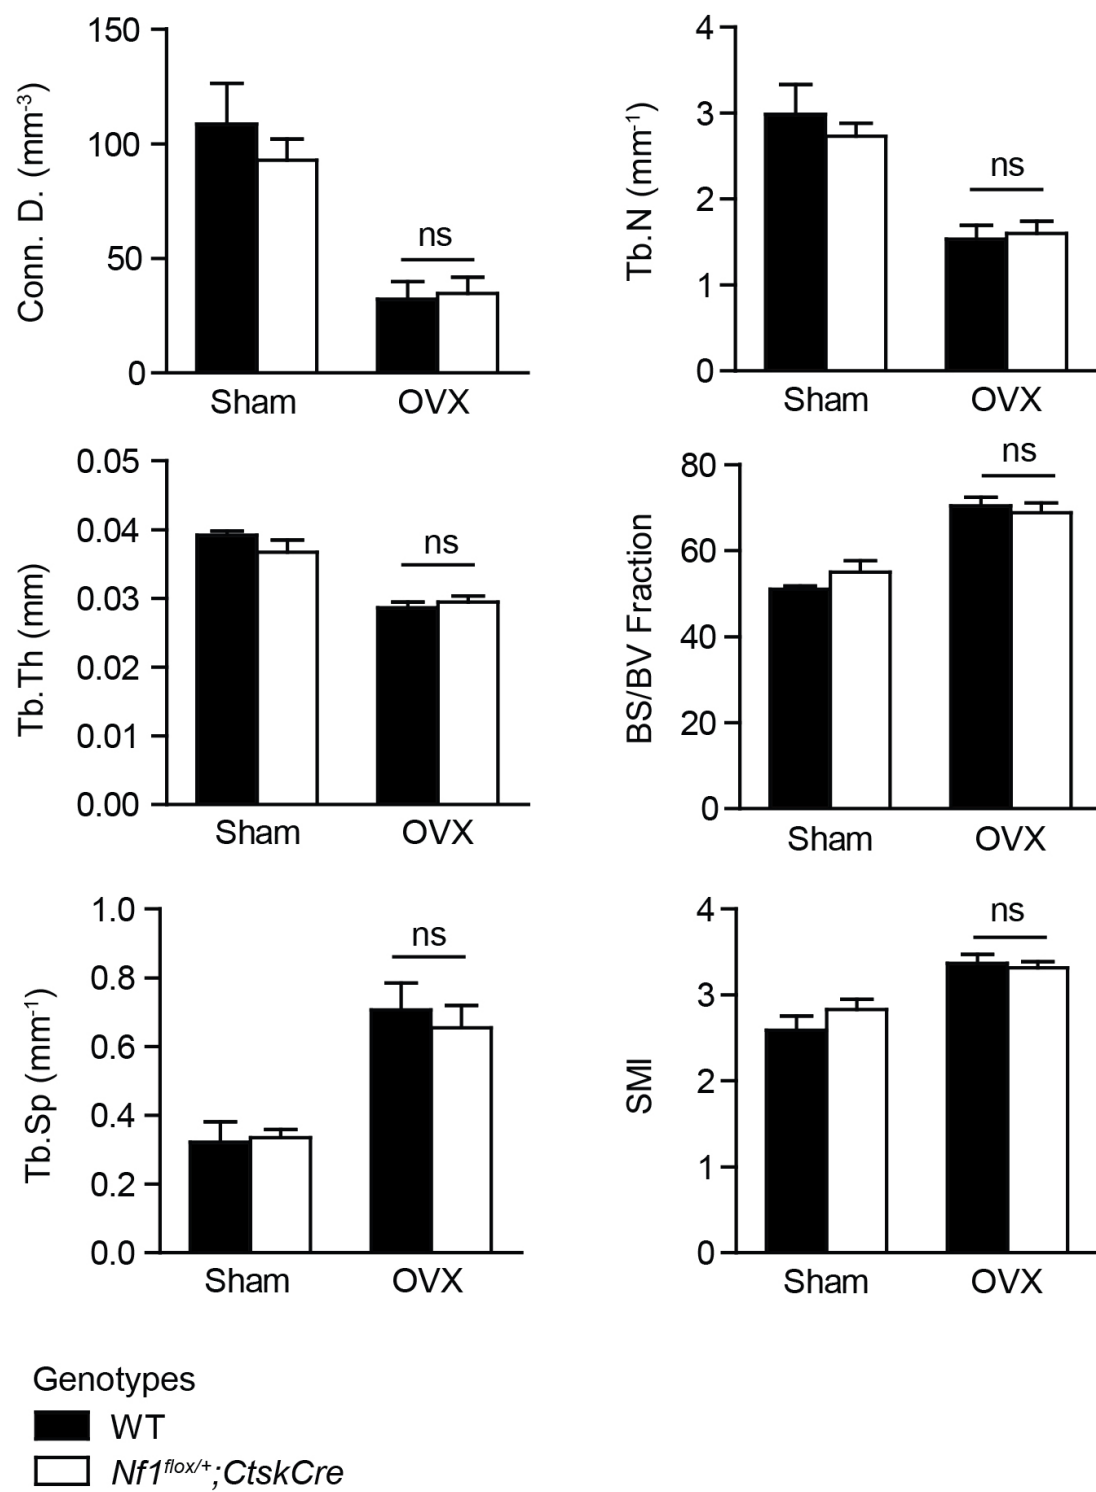 150
100
50
0
Conn. D. (mm-3)
ns
Sham OVX
4
3
2
1
0
Tb.N (mm-1)
ns
Sham OVX
0.05
0.04
0.03
0.02
0.01
0.00
Tb.Th (mm)
ns
Sham OVX
80
60
40
20
0
BS/BV Fraction
ns
Sham OVX
1.0
0.8
0.6
0.4
0.2
0.0
Tb.Sp (mm-1)
ns
Sham OVX
4
3
2
1
0
SMI
ns
Sham OVX
Genotypes
WT
Nf1flox/+;CtskCre